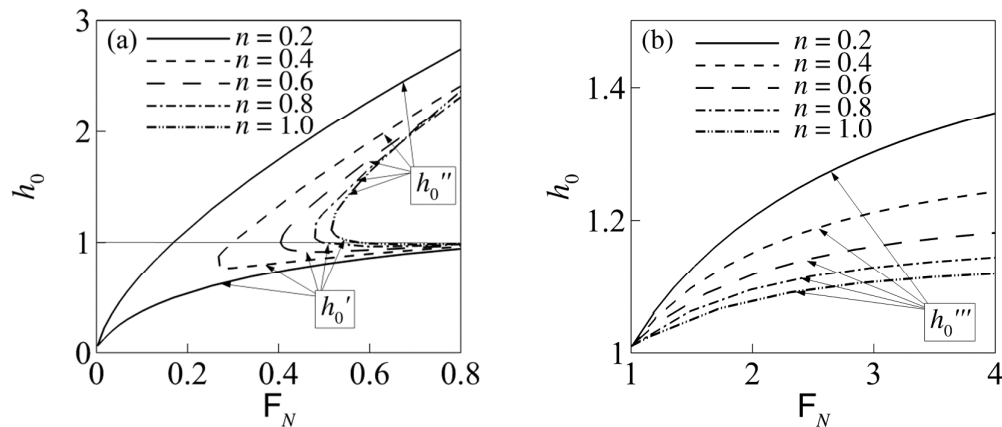 (a)
n = 0.2
n = 0.4
n = 0.6
n = 0.8
n = 1.0
h₀''
h₀'
h₀
3
2
1
0
0 0.2 0.4 0.6 0.8
F_N
(b)
n = 0.2
n = 0.4
n = 0.6
n = 0.8
n = 1.0
h₀'''
h₀
1.4
1.2
1
1 2 3 4
F_N